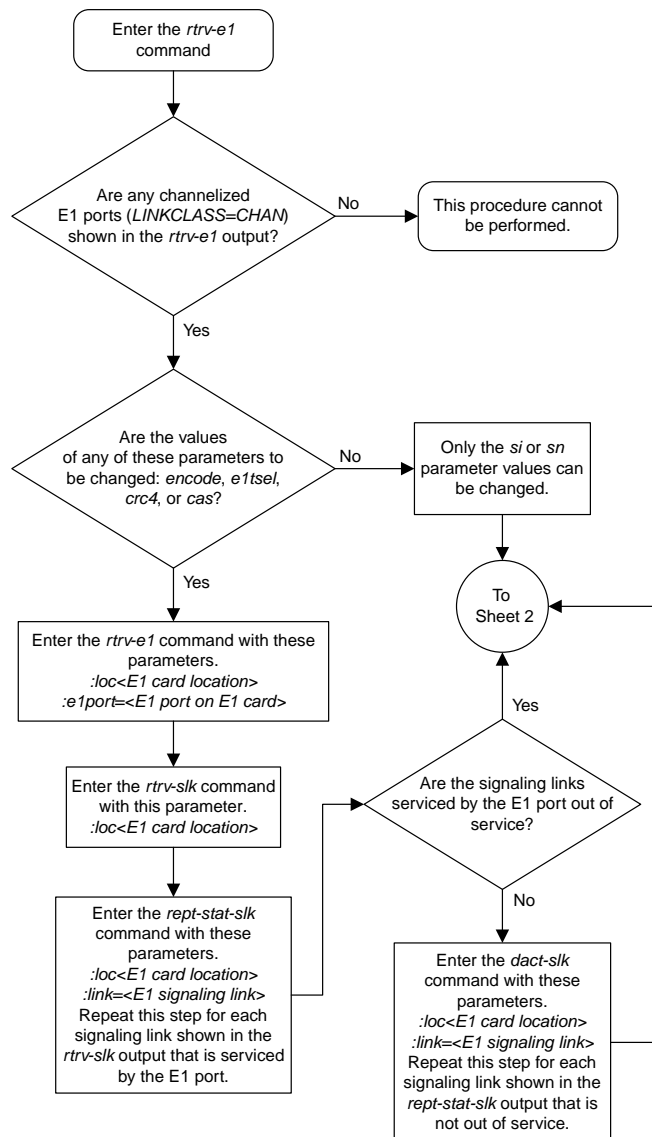 Enter the rtrv-e1
command
Are any channelized
E1 ports (LINKCLASS=CHAN)
shown in the rtrv-e1 output?
No
This procedure cannot
be performed.
Yes
Are the values
of any of these parameters to
be changed: encode, e1tsel,
crc4, or cas?
No
Only the si or sn
parameter values can
be changed.
To
Sheet 2
Yes
Enter the rtrv-e1 command with these
parameters.
:loc<E1 card location>
:e1port=<E1 port on E1 card>
Enter the rtrv-slk command
with this parameter.
:loc<E1 card location>
Enter the rept-stat-slk
command with these
parameters.
:loc<E1 card location>
:link=<E1 signaling link>
Repeat this step for each
signaling link shown in the
rtrv-slk output that is serviced
by the E1 port.
Yes
Are the signaling links
serviced by the E1 port out of
service?
No
Enter the dact-slk
command with these
parameters.
:loc<E1 card location>
:link=<E1 signaling link>
Repeat this step for each
signaling link shown in the
rept-stat-slk output that is
not out of service.